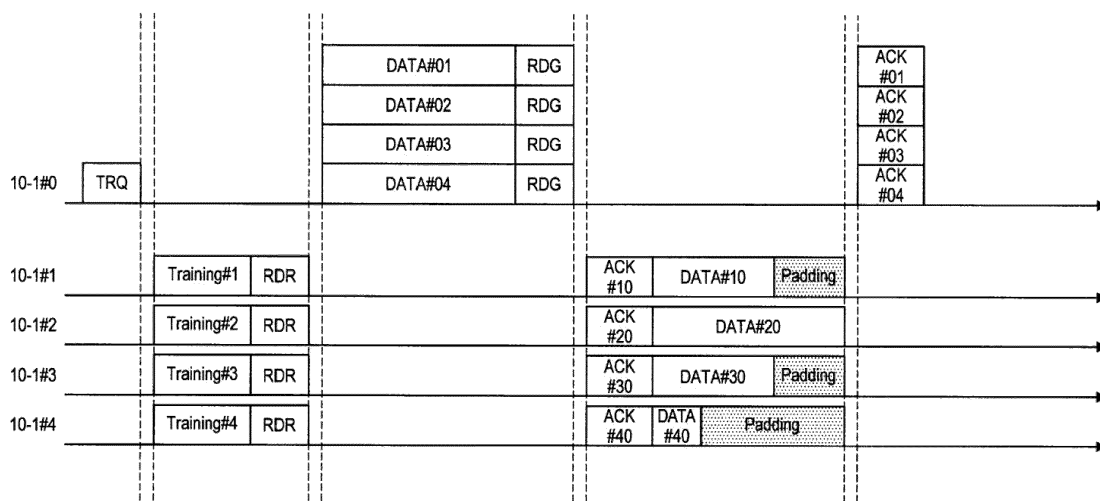 DATA#01 RDG
ACK
#01
DATA#02 RDG
ACK
#02
DATA#03 RDG
ACK
#03
10-1#0 TRQ DATA#04 RDG
ACK
#04
10-1#1 Training#1 RDR
ACK
#10
DATA#10 Padding
10-1#2 Training#2 RDR
ACK
#20
DATA#20
10-1#3 Training#3 RDR
ACK
#30
DATA#30 Padding
10-1#4 Training#4 RDR
ACK
#40
DATA
#40
Padding